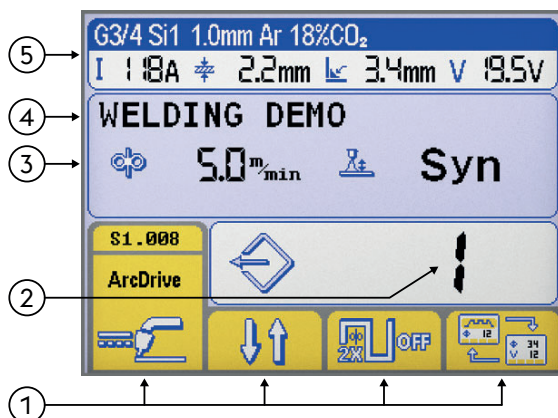 G3/4 Si1 1.0mm Ar 18%CO₂
I 118A 2.2mm 3.4mm V 19.5V
WELDING DEMO
5.0 m/min Syn
S1.008
ArcDrive
1
2X OFF
12 34
V 12
5
4
3
2
1